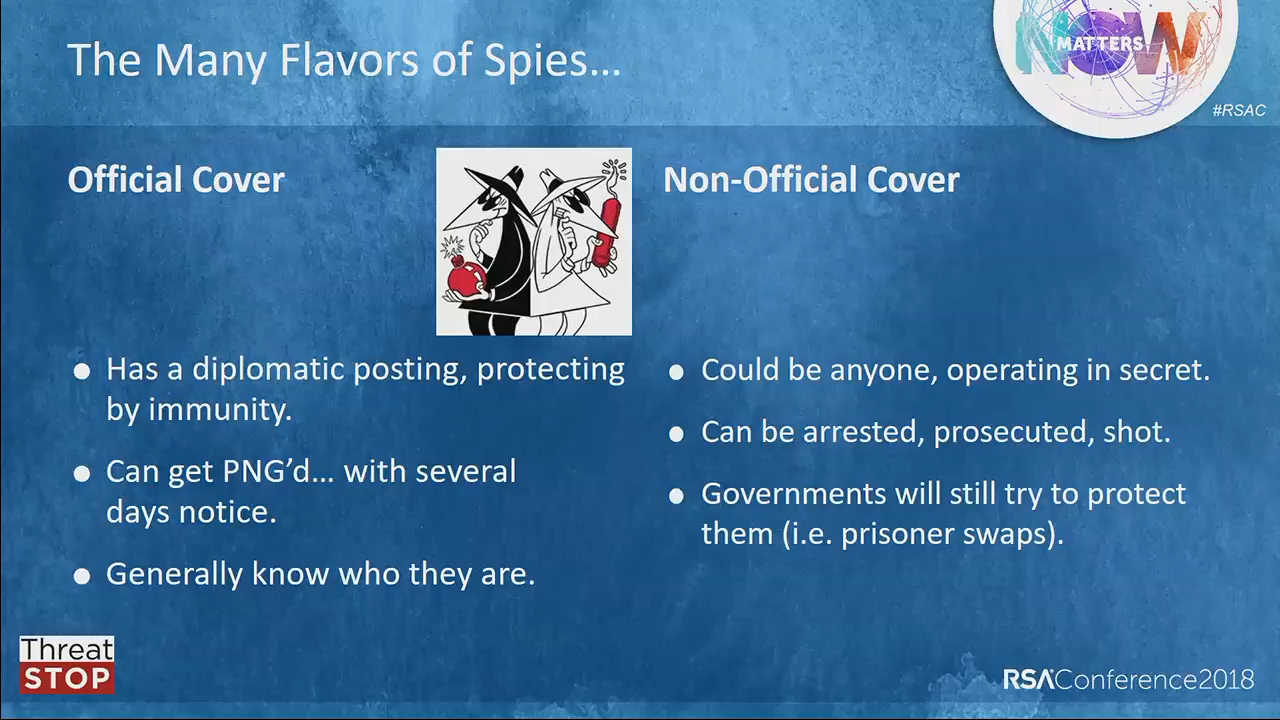 The Many Flavors of Spies...
NOW
MATTERS
#RSAC
Official Cover
Non-Official Cover
● Has a diplomatic posting, protecting
by immunity.
● Can get PNG’d... with several
days notice.
● Generally know who they are.
● Could be anyone, operating in secret.
● Can be arrested, prosecuted, shot.
● Governments will still try to protect
them (i.e. prisoner swaps).
Threat
STOP
RSAConference2018